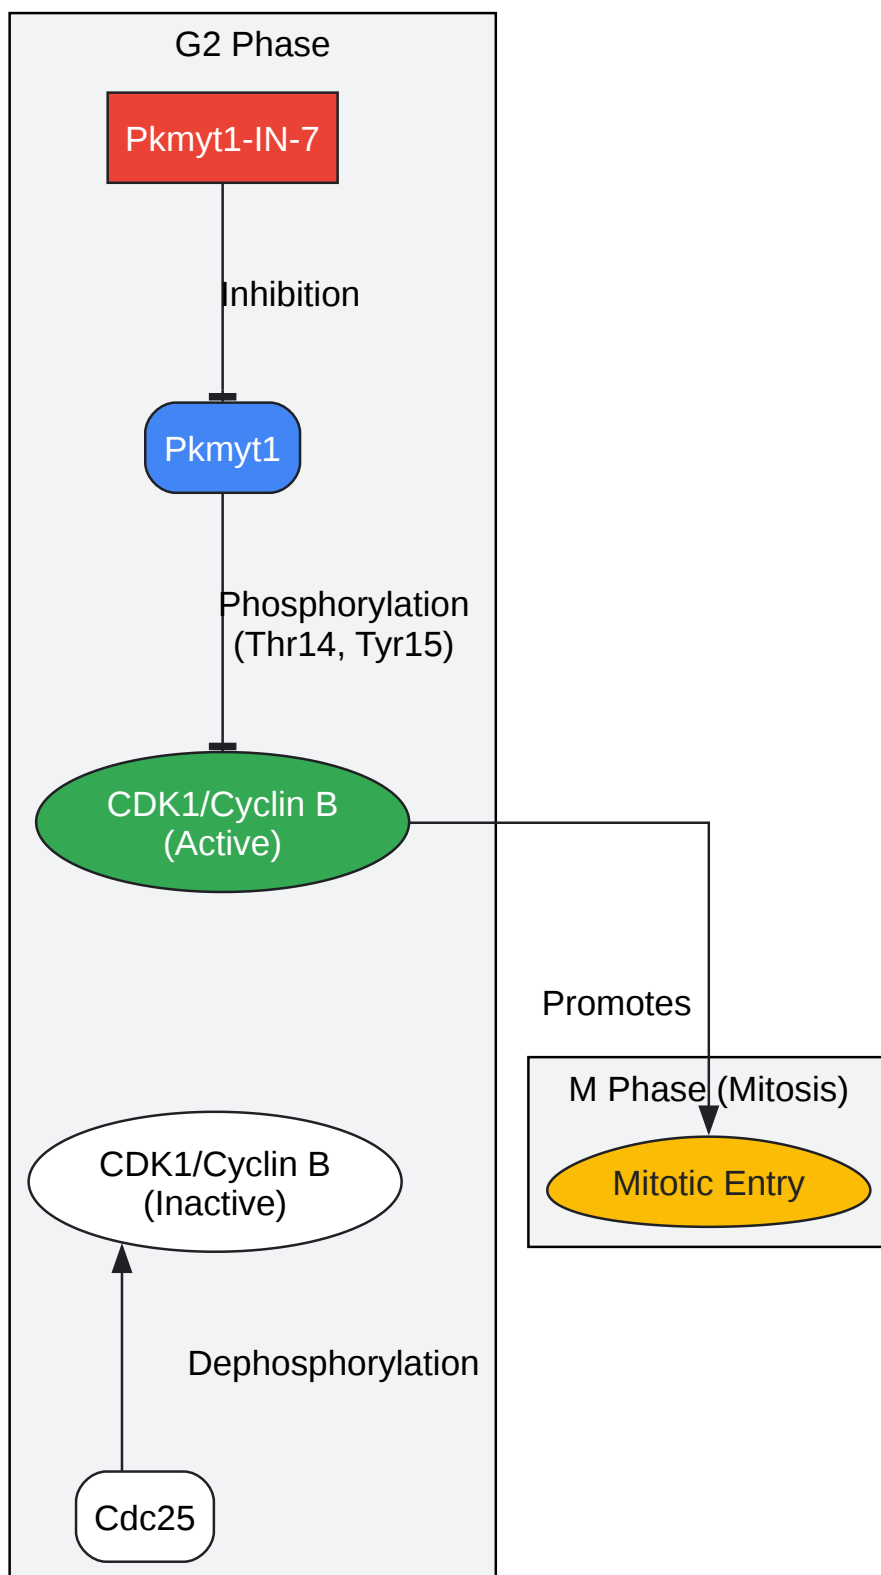 G2 Phase
Pkmyt1-IN-7
Inhibition
Pkmyt1
Phosphorylation
(Thr14, Tyr15)
CDK1/Cyclin B
(Active)
Promotes
M Phase (Mitosis)
Mitotic Entry
CDK1/Cyclin B
(Inactive)
Dephosphorylation
Cdc25